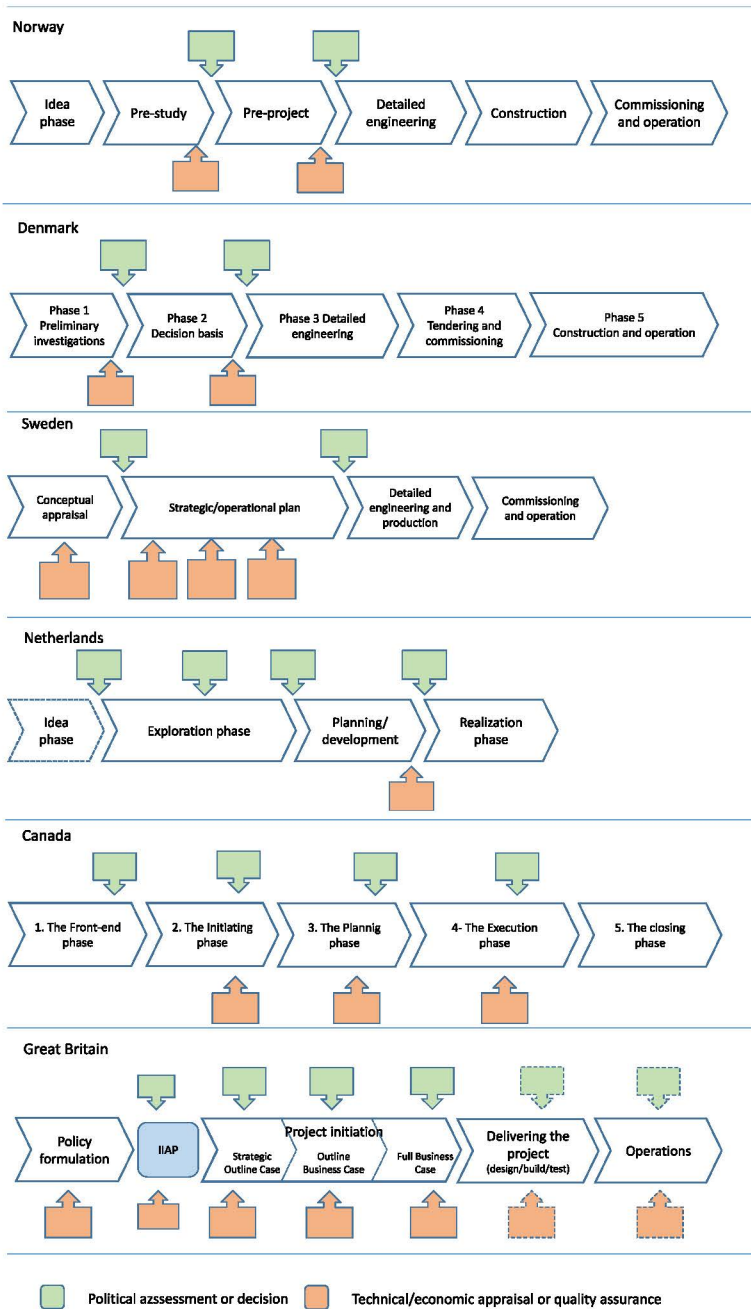 Norway
Idea
phase
Pre-study
Pre-project
Detailed
engineering
Construction
Commissioning
and operation
Denmark
Phase 1
Preliminary
investigations
Phase 2
Decision basis
Phase 3 Detailed
engineering
Phase 4
Tendering and
commissioning
Phase 5
Construction and operation
Sweden
Conceptual
appraisal
Strategic/operational plan
Detailed
engineering and
production
Commissioning
and operation
Netherlands
Idea
phase
Exploration phase
Planning/
development
Realization
phase
Canada
1. The Front-end
phase
2. The Initiating
phase
3. The Plannig
phase
4- The Execution
phase
5. The closing
phase
Great Britain
Policy
formulation
IIAP
Project initiation
Strategic
Outline Case
Outline
Business Case
Full Business
Case
Delivering the
project
(design/build/test)
Operations
Political azssessment or decision
Technical/economic appraisal or quality assurance